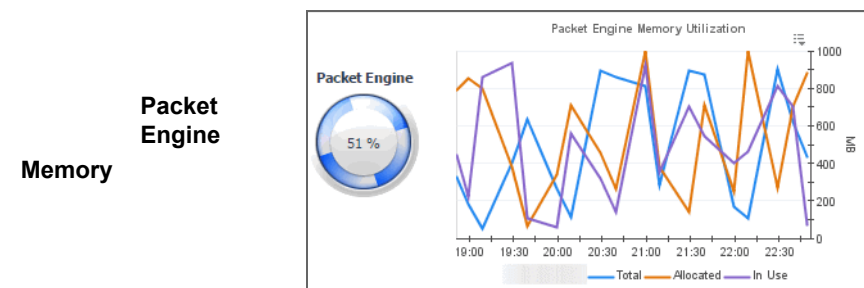 Memory
Packet
Engine
Packet Engine
51 %
Packet Engine Memory Utilization
1000
800
600
400
200
0
MB
19:00 19:30 20:00 20:30 21:00 21:30 22:00 22:30
Total Allocated In Use